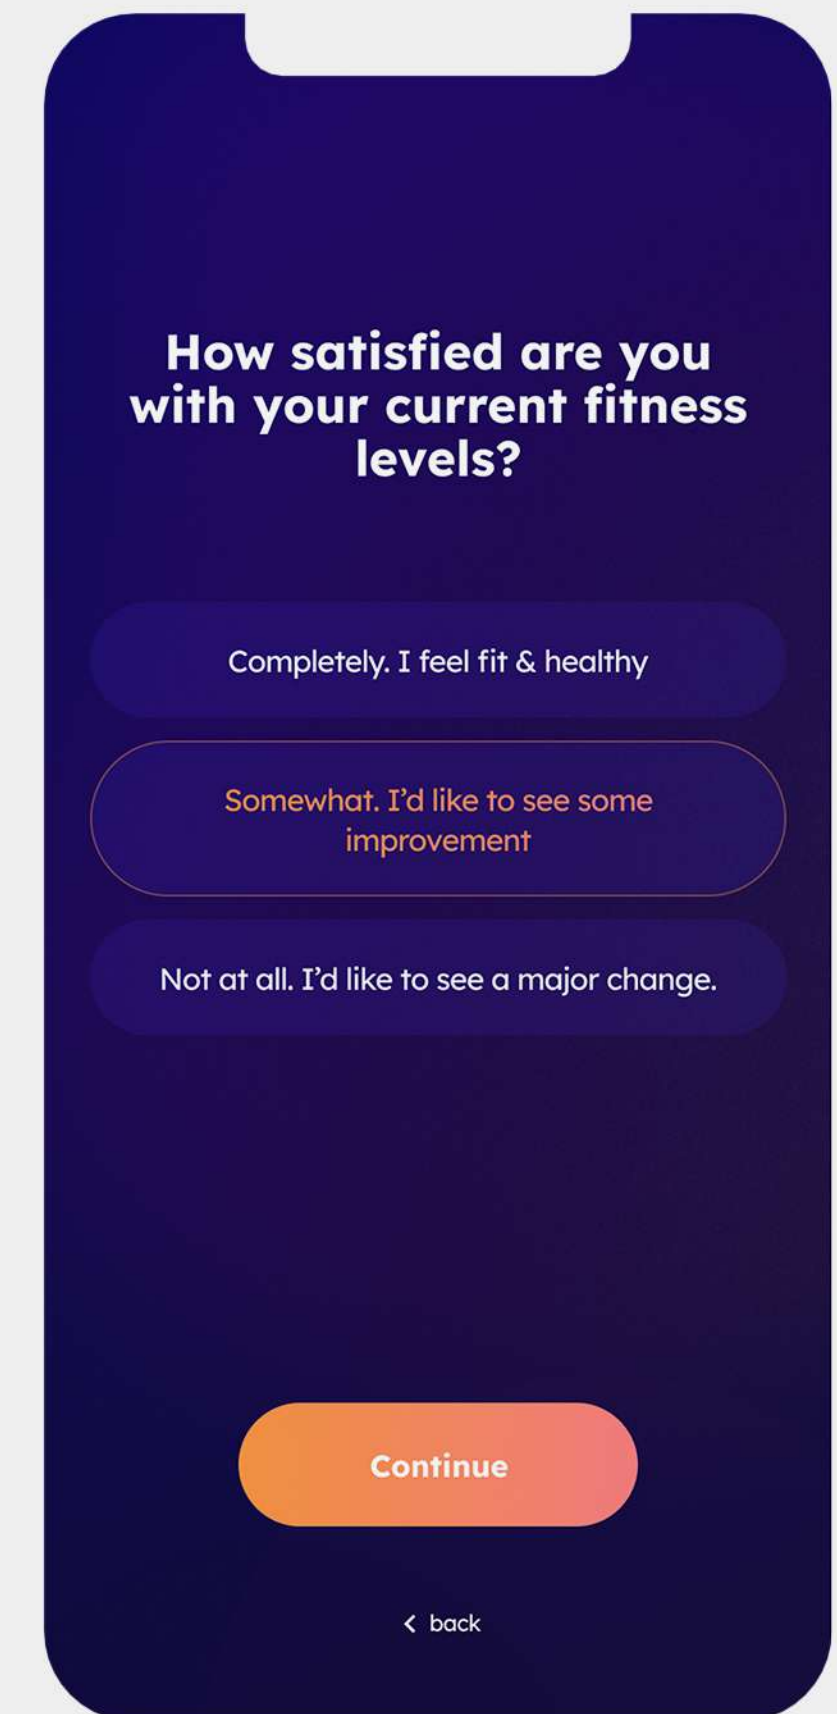 How satisfied are you
with your current fitness
levels?
Completely. I feel fit & healthy
Somewhat. I’d like to see some
improvement
Not at all. I’d like to see a major change.
Continue
< back